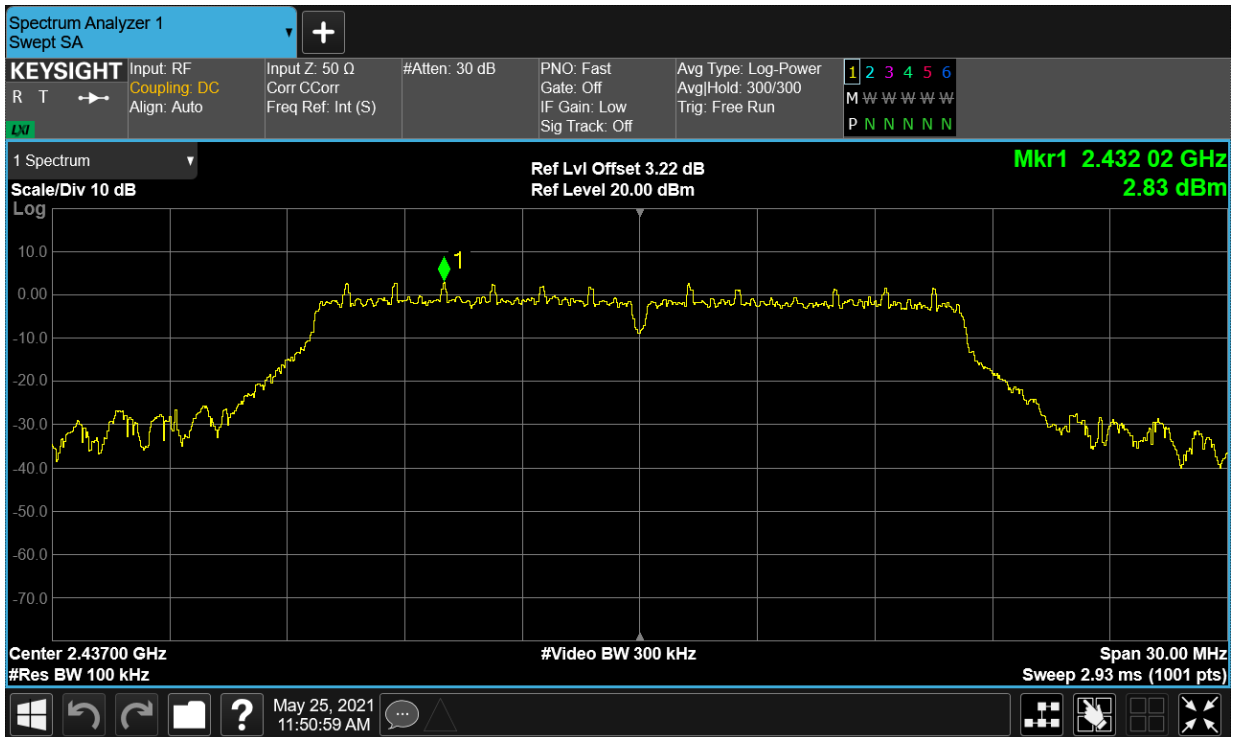 Spectrum Analyzer 1
Swept SA
+
KEYSIGHT
R T
LXI
Input: RF
Coupling: DC
Align: Auto
Input Z: 50 Ω
Corr CCorr
Freq Ref: Int (S)
#Atten: 30 dB
PNO: Fast
Gate: Off
IF Gain: Low
Sig Track: Off
Avg Type: Log-Power
Avg|Hold: 300/300
Trig: Free Run
1 2 3 4 5 6
M W W W W W
P N N N N N
1 Spectrum
Scale/Div 10 dB
Ref Lvl Offset 3.22 dB
Ref Level 20.00 dBm
Mkr1 2.432 02 GHz
2.83 dBm
Log
1
10.0
0.00
-10.0
-20.0
-30.0
-40.0
-50.0
-60.0
-70.0
Center 2.43700 GHz
#Res BW 100 kHz
#Video BW 300 kHz
Span 30.00 MHz
Sweep 2.93 ms (1001 pts)
?
May 25, 2021
11:50:59 AM